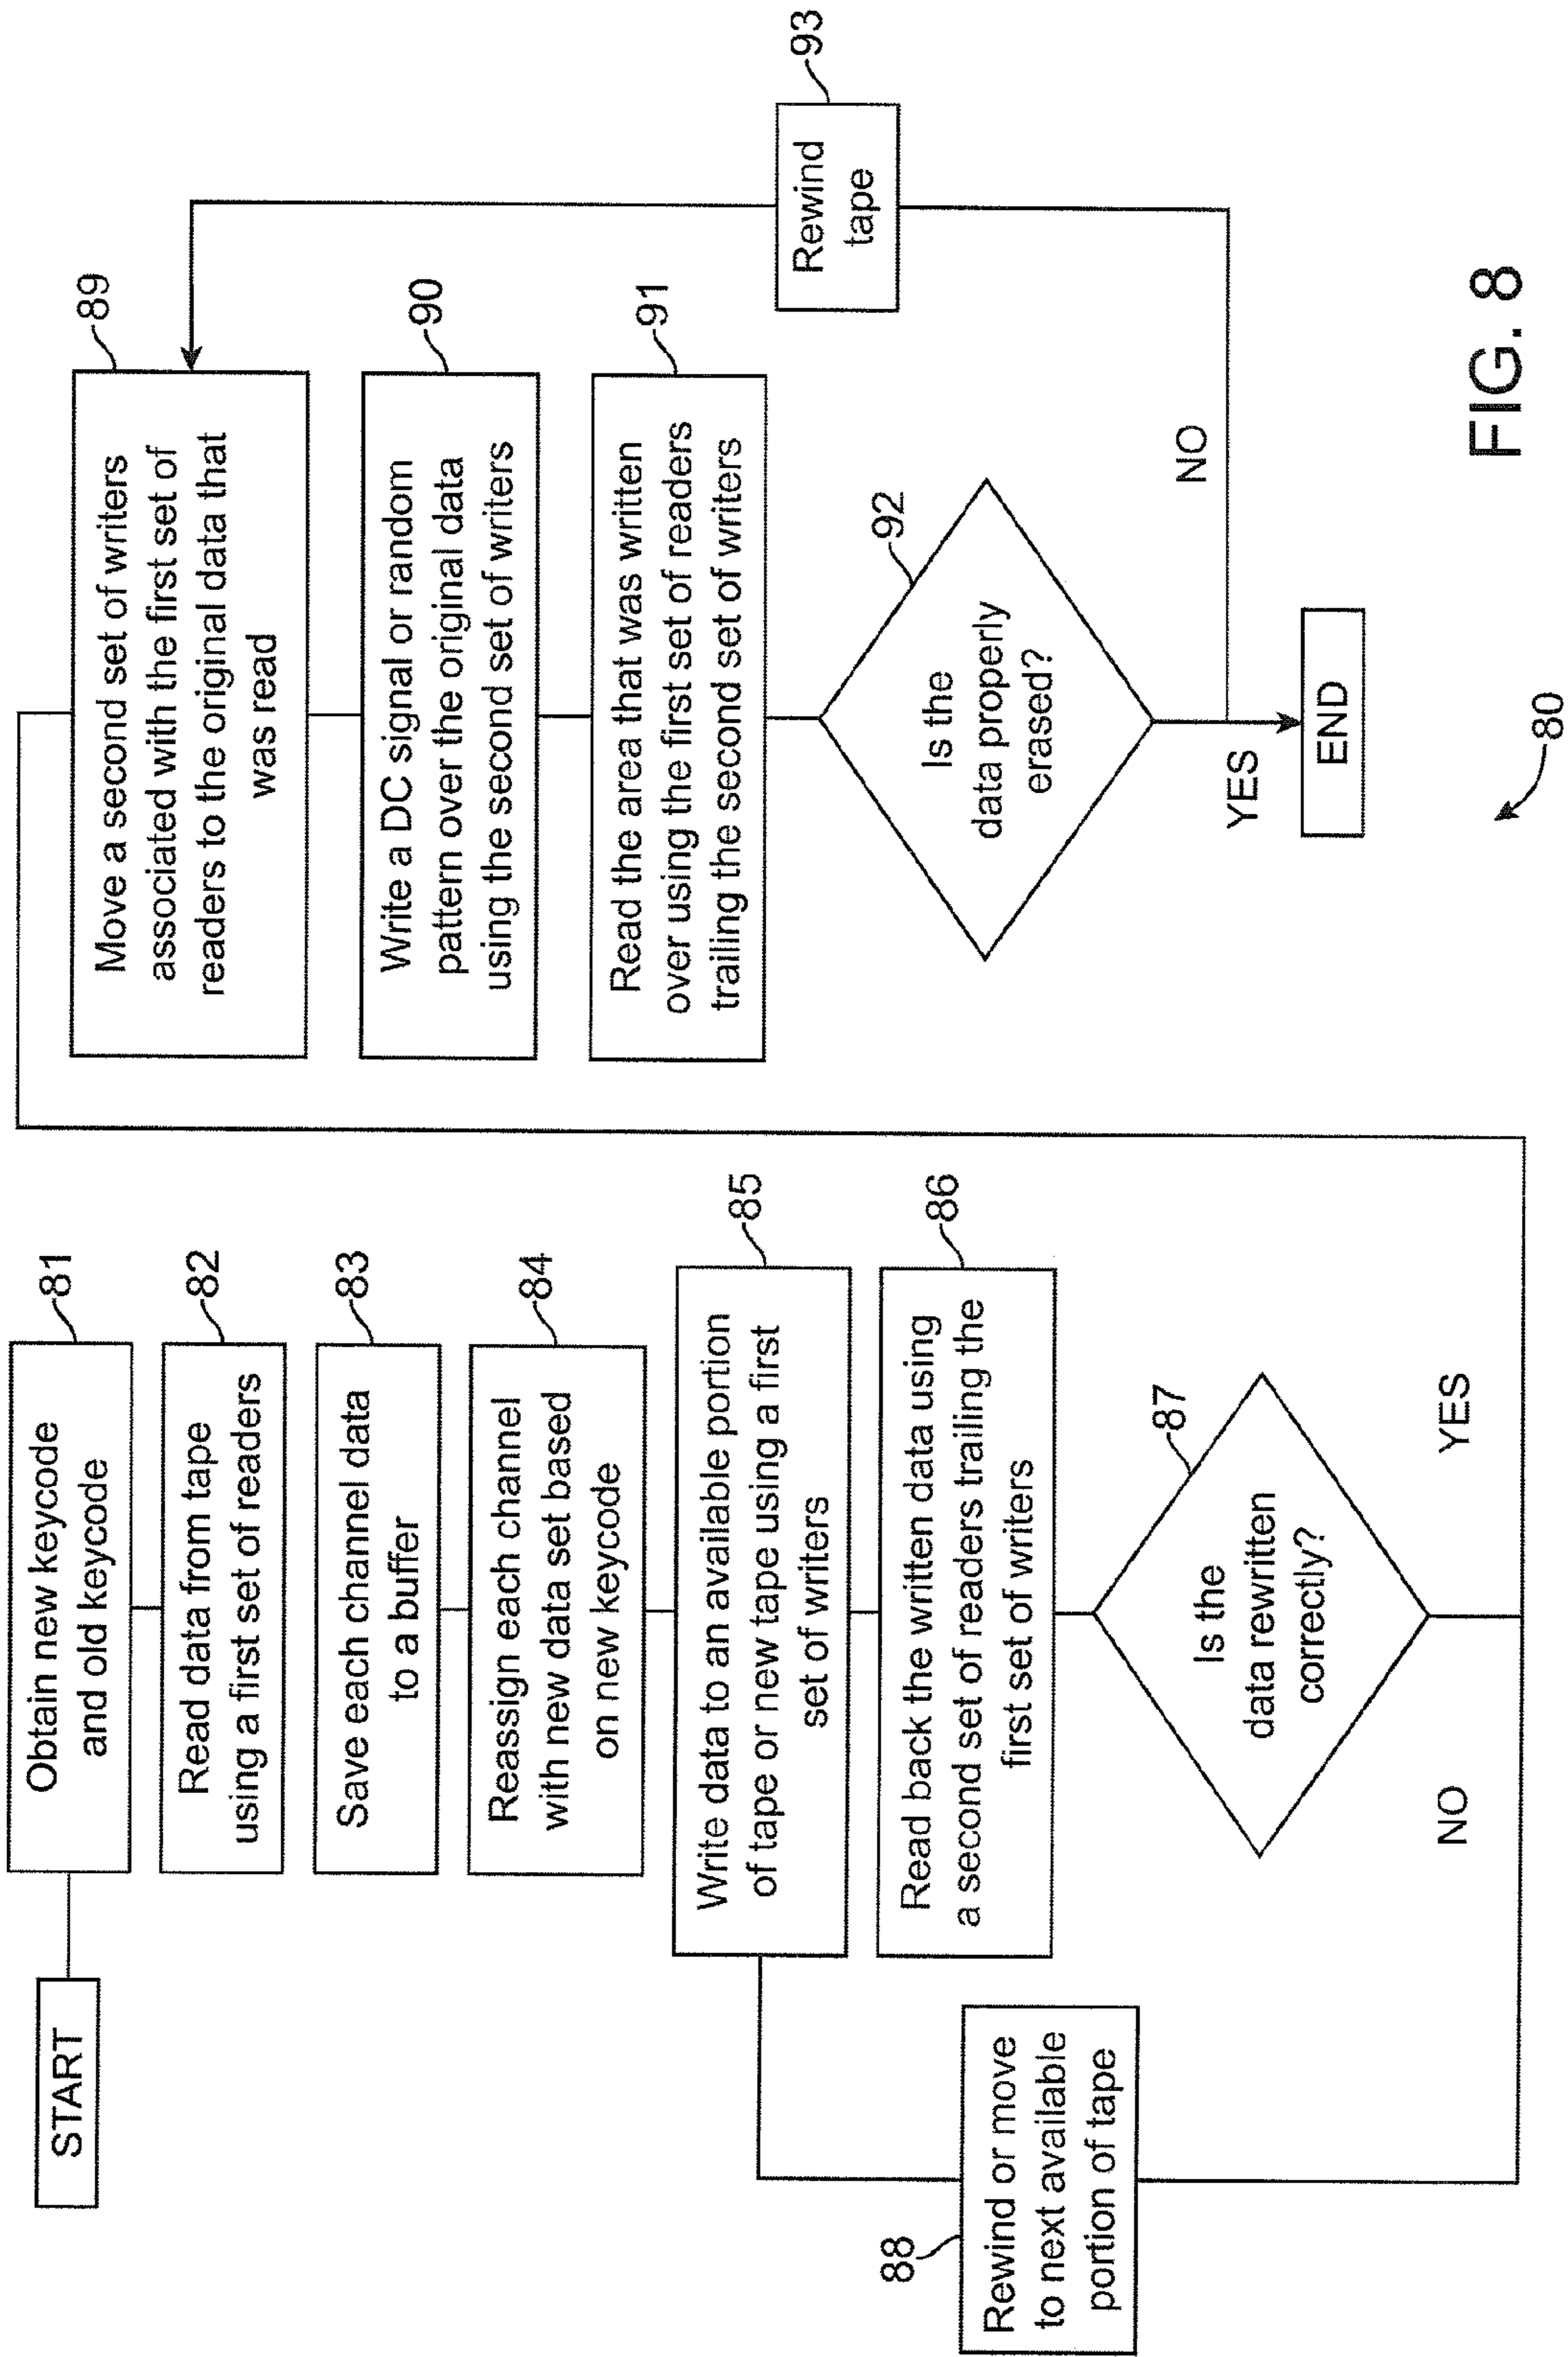 START
Obtain new keycode
and old keycode
81
Read data from tape
using a first set of readers
82
Save each channel data
to a buffer
83
Reassign each channel
with new data set based
on new keycode
84
Write data to an available portion
of tape or new tape using a first
set of writers
85
Read back the written data using
a second set of readers trailing the
first set of writers
86
Is the
data rewritten
correctly?
87
NO
YES
88
Rewind or move
to next available
portion of tape
Move a second set of writers
associated with the first set of
readers to the original data that
was read
89
Write a DC signal or random
pattern over the original data
using the second set of writers
90
Read the area that was written
over using the first set of readers
trailing the second set of writers
91
Is the
data properly
erased?
92
NO
YES
Rewind
tape
93
END
80
FIG. 8